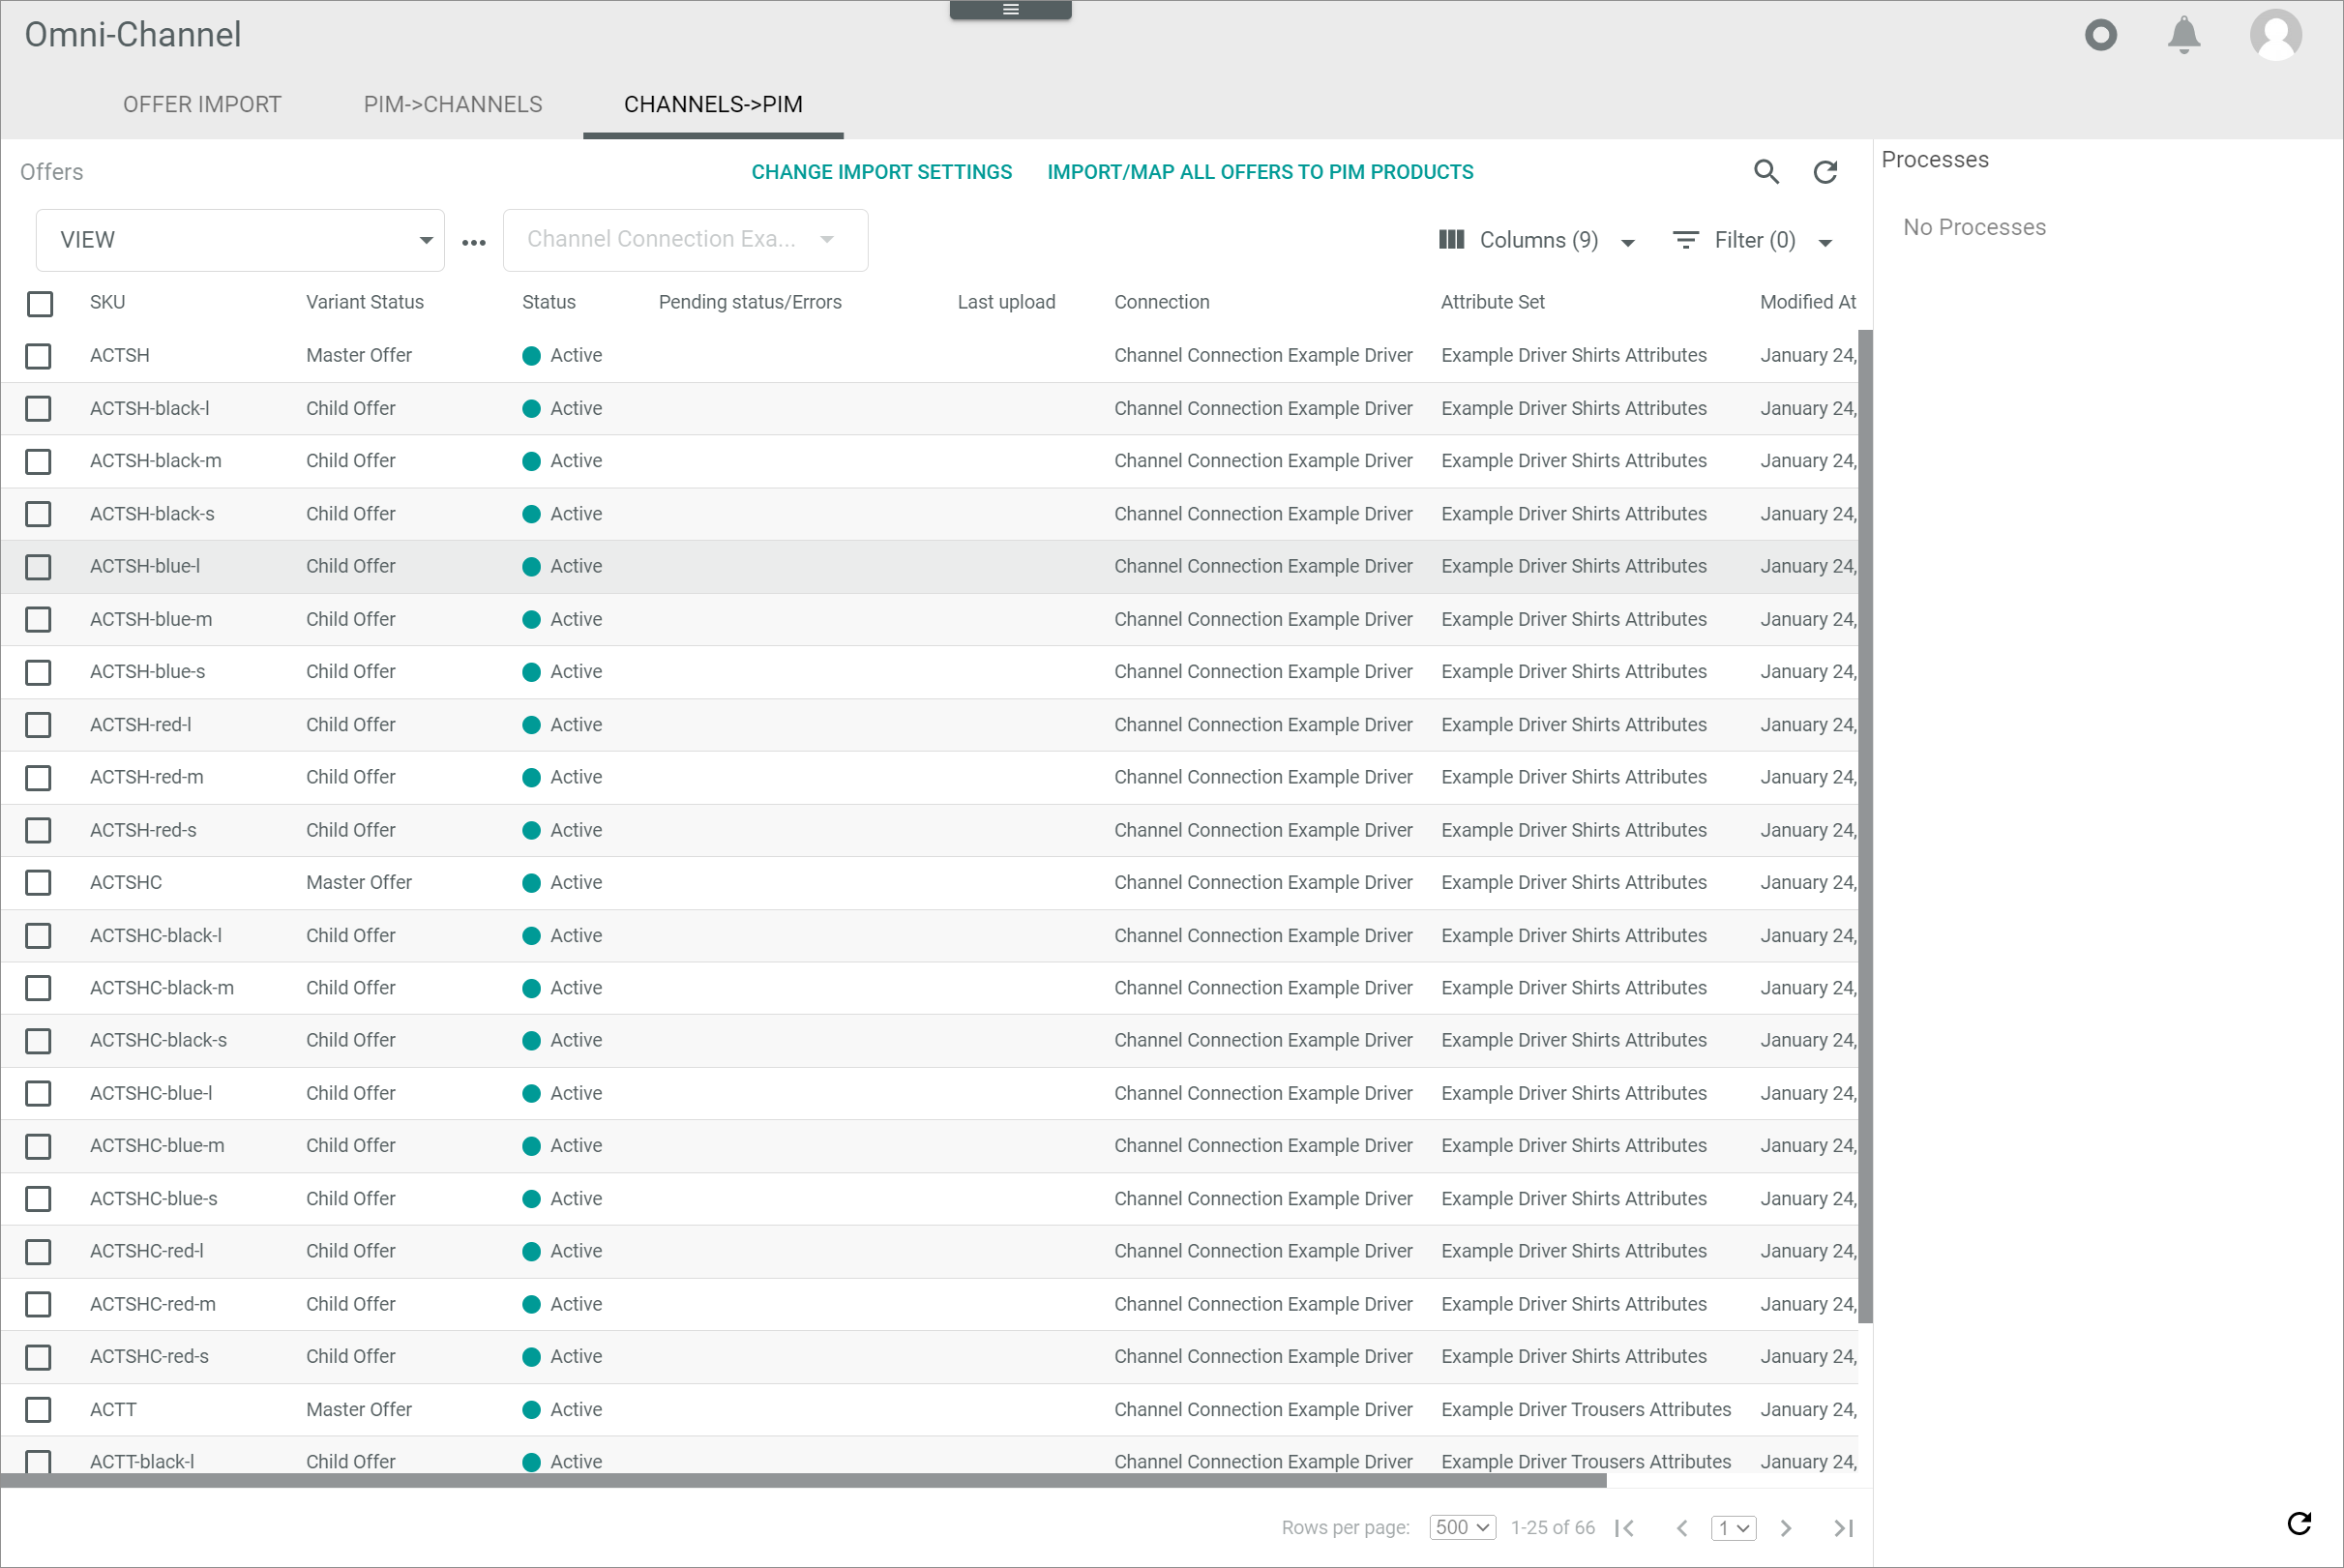 Omni-Channel
OFFER IMPORT PIM->CHANNELS CHANNELS->PIM
Offers CHANGE IMPORT SETTINGS IMPORT/MAP ALL OFFERS TO PIM PRODUCTS
Processes
No Processes
VIEW ••• Channel Connection Exa... Columns (9) Filter (0)
SKU Variant Status Status Pending status/Errors Last upload Connection Attribute Set Modified At
ACTSH Master Offer Active Channel Connection Example Driver Example Driver Shirts Attributes January 24,
ACTSH-black-l Child Offer Active Channel Connection Example Driver Example Driver Shirts Attributes January 24,
ACTSH-black-m Child Offer Active Channel Connection Example Driver Example Driver Shirts Attributes January 24,
ACTSH-black-s Child Offer Active Channel Connection Example Driver Example Driver Shirts Attributes January 24,
ACTSH-blue-l Child Offer Active Channel Connection Example Driver Example Driver Shirts Attributes January 24,
ACTSH-blue-m Child Offer Active Channel Connection Example Driver Example Driver Shirts Attributes January 24,
ACTSH-blue-s Child Offer Active Channel Connection Example Driver Example Driver Shirts Attributes January 24,
ACTSH-red-l Child Offer Active Channel Connection Example Driver Example Driver Shirts Attributes January 24,
ACTSH-red-m Child Offer Active Channel Connection Example Driver Example Driver Shirts Attributes January 24,
ACTSH-red-s Child Offer Active Channel Connection Example Driver Example Driver Shirts Attributes January 24,
ACTSHC Master Offer Active Channel Connection Example Driver Example Driver Shirts Attributes January 24,
ACTSHC-black-l Child Offer Active Channel Connection Example Driver Example Driver Shirts Attributes January 24,
ACTSHC-black-m Child Offer Active Channel Connection Example Driver Example Driver Shirts Attributes January 24,
ACTSHC-black-s Child Offer Active Channel Connection Example Driver Example Driver Shirts Attributes January 24,
ACTSHC-blue-l Child Offer Active Channel Connection Example Driver Example Driver Shirts Attributes January 24,
ACTSHC-blue-m Child Offer Active Channel Connection Example Driver Example Driver Shirts Attributes January 24,
ACTSHC-blue-s Child Offer Active Channel Connection Example Driver Example Driver Shirts Attributes January 24,
ACTSHC-red-l Child Offer Active Channel Connection Example Driver Example Driver Shirts Attributes January 24,
ACTSHC-red-m Child Offer Active Channel Connection Example Driver Example Driver Shirts Attributes January 24,
ACTSHC-red-s Child Offer Active Channel Connection Example Driver Example Driver Shirts Attributes January 24,
ACTT Master Offer Active Channel Connection Example Driver Example Driver Trousers Attributes January 24,
ACTT-black-l Child Offer Active Channel Connection Example Driver Example Driver Trousers Attributes January 24,
Rows per page: 500 1-25 of 66 1